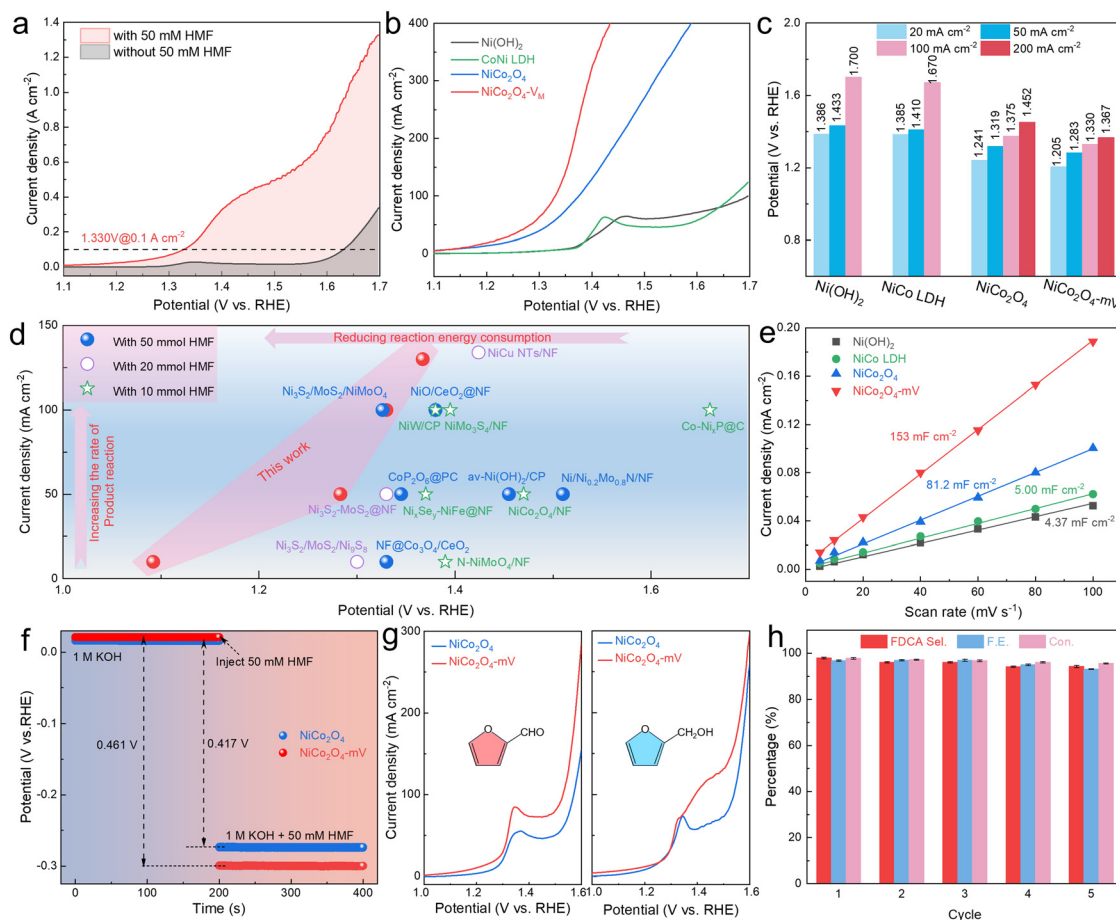 a
with 50 mM HMF
without 50 mM HMF
1.330V@0.1 A cm⁻²
Current density (A cm⁻²)
0.0
0.2
0.4
0.6
0.8
1.0
1.2
1.4
1.1 1.2 1.3 1.4 1.5 1.6 1.7
Potential (V vs. RHE)
b
Ni(OH)₂
CoNi LDH
NiCo₂O₄
NiCo₂O₄-V_M
Current density (mA cm⁻²)
0
100
200
300
400
1.1 1.2 1.3 1.4 1.5 1.6 1.7
Potential (V vs. RHE)
c
20 mA cm⁻² 50 mA cm⁻²
100 mA cm⁻² 200 mA cm⁻²
Potential (V vs. RHE)
0.8
1.2
1.6
2.0
1.386 1.433 1.700
1.385 1.410 1.670
1.241 1.319 1.375 1.452
1.205 1.283 1.330 1.367
Ni(OH)₂ NiCo LDH NiCo₂O₄ NiCo₂O₄-mV
d
With 50 mmol HMF
With 20 mmol HMF
With 10 mmol HMF
Reducing reaction energy consumption
Increasing the rate of
Product reaction
This work
NiCu NTs/NF
Ni₃S₂/MoS₂/NiMoO₄ NiO/CeO₂@NF
NiW/CP NiMo₃S₄/NF
Co-NiₓP@C
CoP₂O₆@PC av-Ni(OH)₂/CP Ni/Ni₀.₂Mo₀.₈N/NF
Ni₃S₂-MoS₂@NF NiₓSeᵧ-NiFe@NF NiCo₂O₄/NF
Ni₃S₂/MoS₂/Ni₉S₈ NF@Co₃O₄/CeO₂
N-NiMoO₄/NF
Current density (mA cm⁻²)
0
50
100
150
1.0 1.2 1.4 1.6
Potential (V vs. RHE)
e
Ni(OH)₂
NiCo LDH
NiCo₂O₄
NiCo₂O₄-mV
153 mF cm⁻²
81.2 mF cm⁻²
5.00 mF cm⁻²
4.37 mF cm⁻²
Current density (mA cm⁻²)
0.00
0.04
0.08
0.12
0.16
0.20
0 20 40 60 80 100
Scan rate (mV s⁻¹)
f
1 M KOH
Inject 50 mM HMF
0.461 V
0.417 V
NiCo₂O₄
NiCo₂O₄-mV
1 M KOH + 50 mM HMF
Potential (V vs.RHE)
0.0
-0.1
-0.2
-0.3
0 100 200 300 400
Time (s)
g
NiCo₂O₄
NiCo₂O₄-mV
O
CHO
NiCo₂O₄
NiCo₂O₄-mV
O
CH₂OH
Current density (mA cm⁻²)
0
100
200
300
1.0 1.2 1.4 1.6
1.0 1.2 1.4 1.6
Potential (V vs. RHE) Potential (V vs. RHE)
h
FDCA Sel. F.E. Con.
Percentage (%)
0
20
40
60
80
100
1 2 3 4 5
Cycle